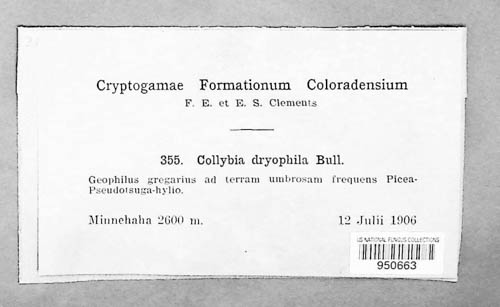 Cryptogamae Formationum Coloradensium
F. E. et E. S. Clements
355. Collybia dryophila Bull.
Geophilus gregarius ad terram umbrosam frequens Picea-
Pseudotsuga-hylio.
Minnehaha 2600 m. 12 Julii 1906
US NATIONAL FUNGUS COLLECTIONS
950663